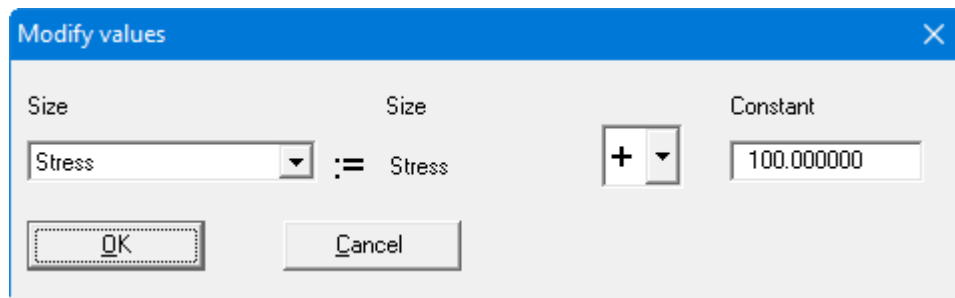 Modify values
Size Size Constant
Stress := Stress + 100.000000
OK Cancel